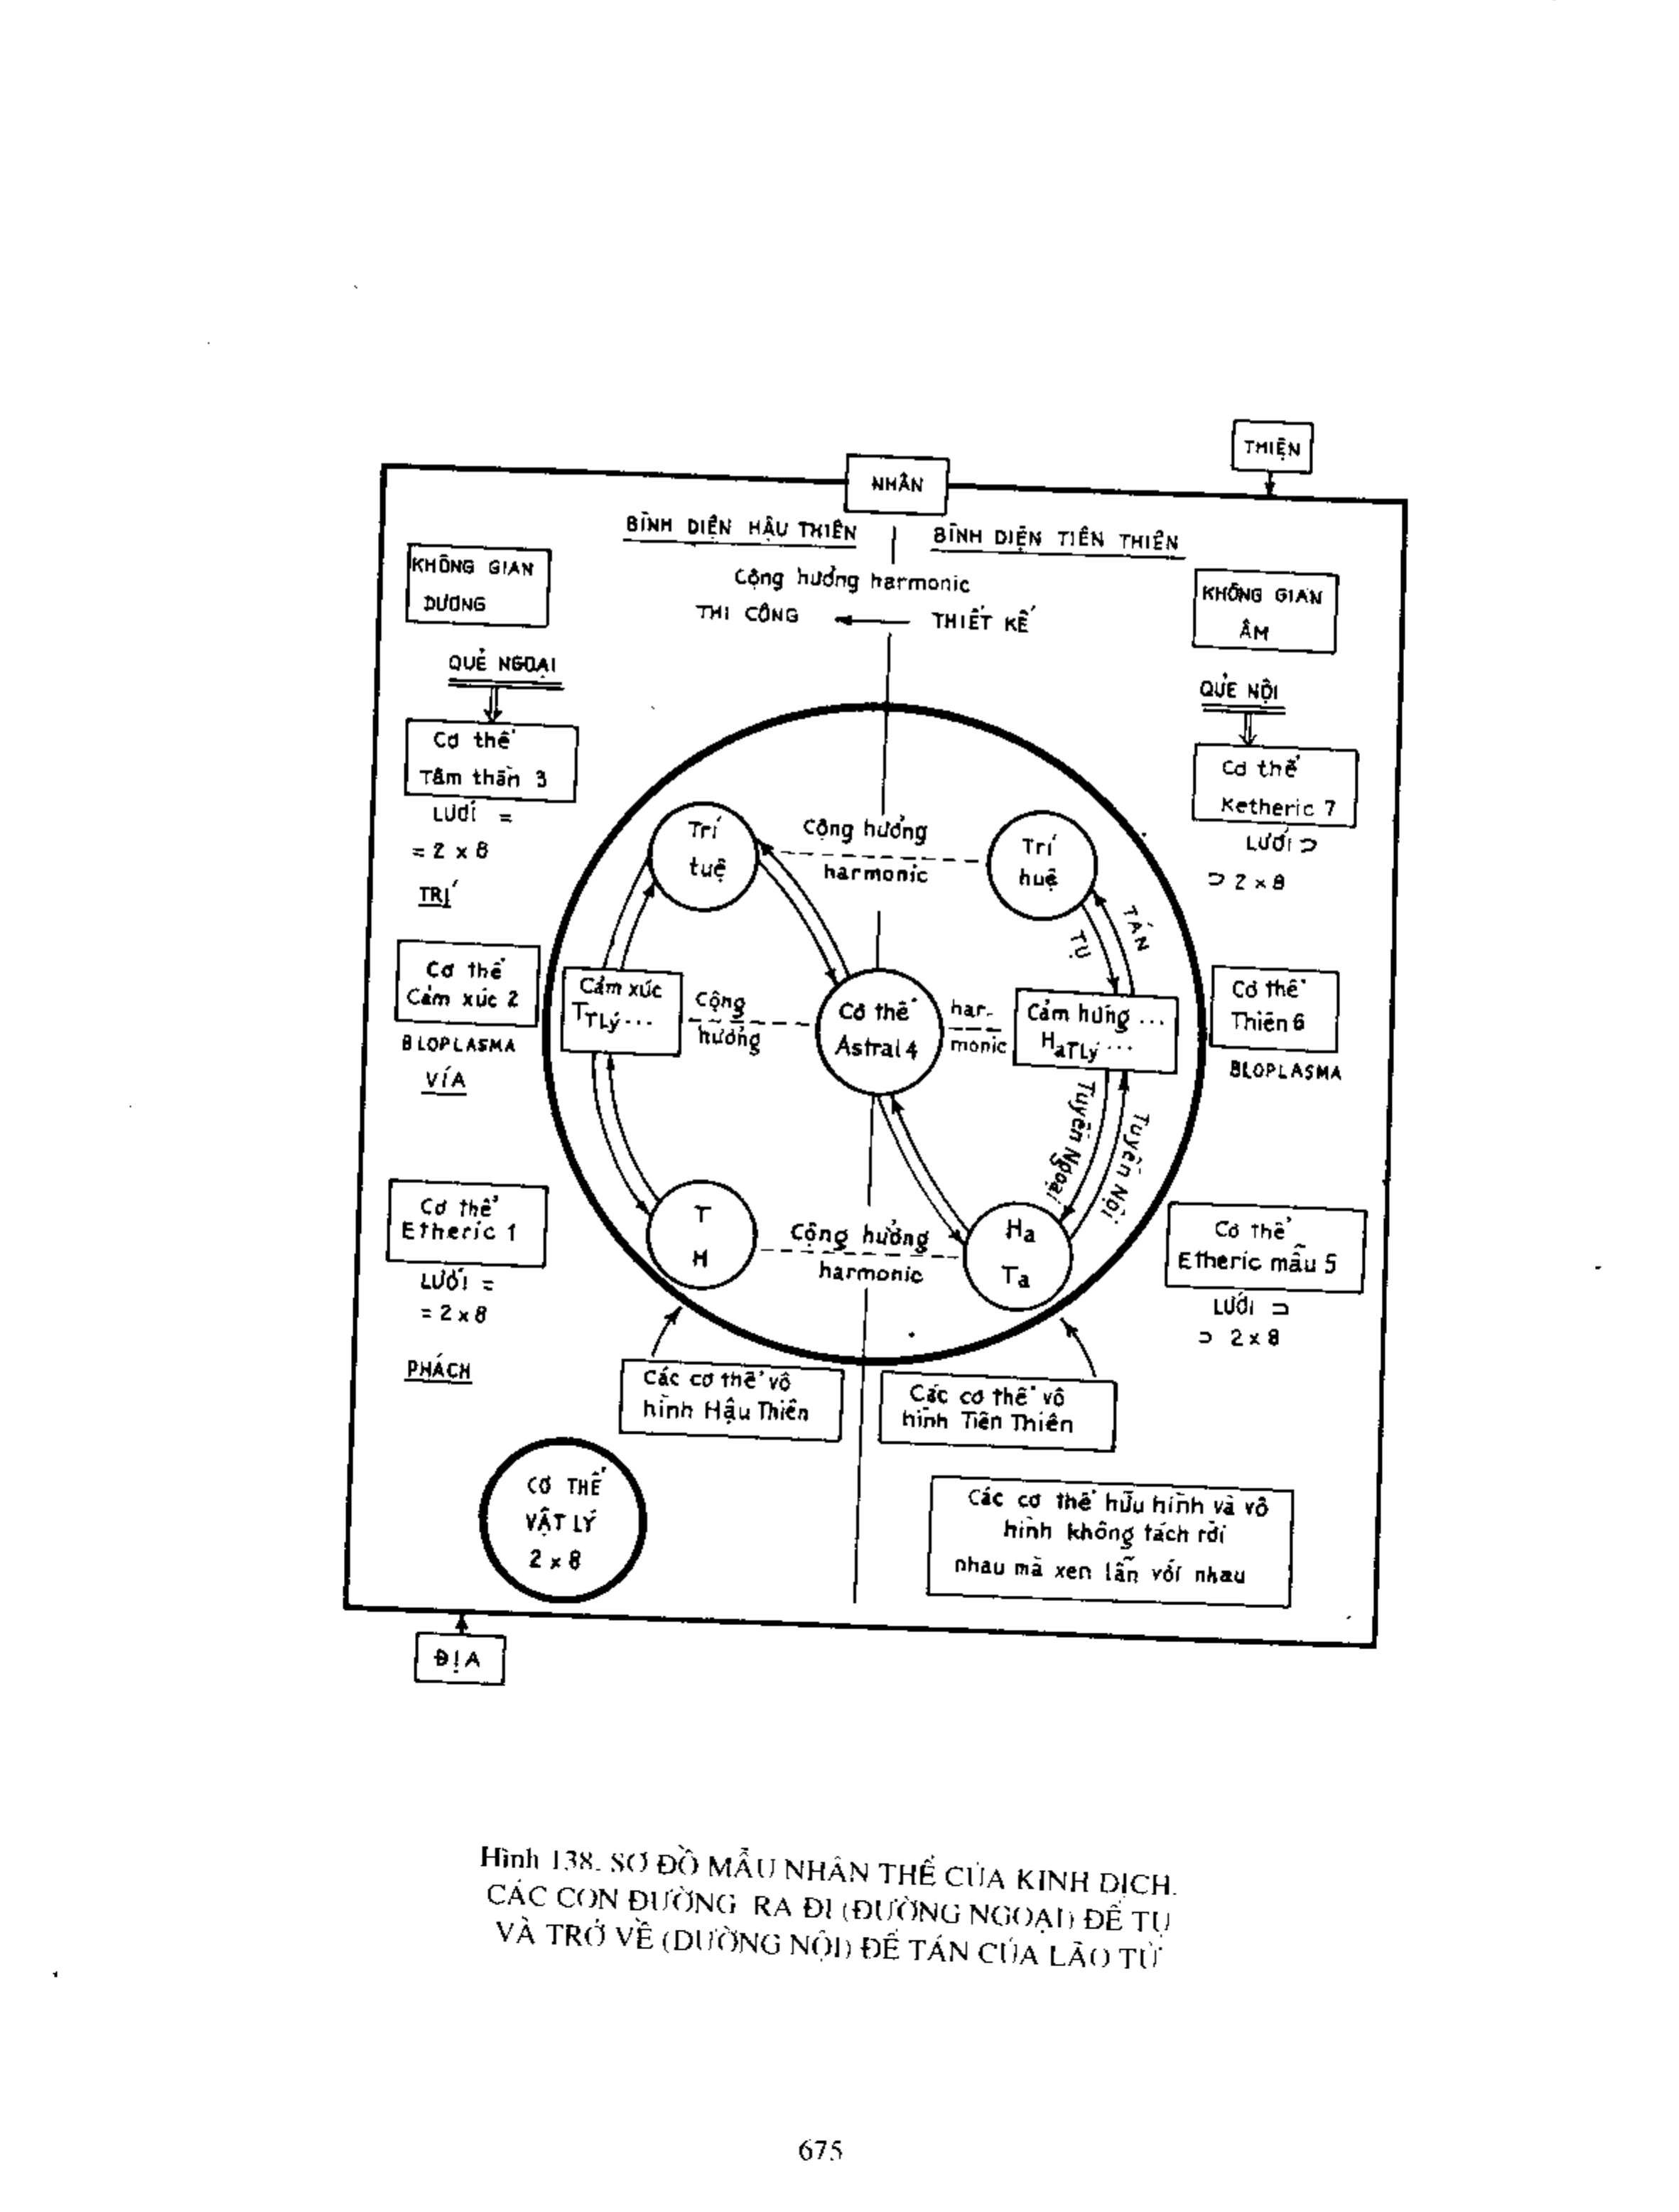 THIỆN
NHÂN
BÌNH DIỆN HẬU THIÊN
BÌNH DIỆN TIÊN THIÊN
Cộng hưởng harmonic
THI CÔNG
THIẾT KẾ
KHÔNG GIAN
DƯƠNG
KHÔNG GIAN
ÂM
QUẺ NGOẠI
QUẺ NỘI
Cơ thể
Tâm thần 3
LƯỚI =
= 2 x 8
TRÍ
Cơ thể
Ketheric 7
LƯỚI ⊃
⊃ 2 x 8
Trí
tuệ
Cộng hưởng
harmonic
Trí
huệ
TỤ
TÁN
Cơ thể
Cảm xúc 2
BLOPLASMA
VÍA
Cảm xúc
TTLý...
Cộng
hưởng
Cơ thể
Astral 4
har-
monic
Cảm hứng ...
HaTLý...
Cơ thể
Thiên 6
BLOPLASMA
Tuyến Ngoại
Tuyến Nội
Cơ thể
Etheric 1
LƯỚI =
= 2 x 8
PHÁCH
T
H
Cộng hưởng
harmonic
Ha
Ta
Cơ thể
Etheric mẫu 5
LƯỚI ⊃
⊃ 2 x 8
Các cơ thể vô
hình Hậu Thiên
Các cơ thể vô
hình Tiên Thiên
CƠ THỂ
VẬT LÝ
2 x 8
Các cơ thể hữu hình và vô
hình không tách rời
nhau mà xen lẫn với nhau
ĐỊA
Hình 138. SƠ ĐỒ MẪU NHÂN THỂ CỦA KINH DỊCH.
CÁC CON ĐƯỜNG RA ĐI (ĐƯỜNG NGOẠI) ĐỂ TỤ
VÀ TRỞ VỀ (ĐƯỜNG NỘI) ĐỂ TÁN CỦA LÃO TỬ
675